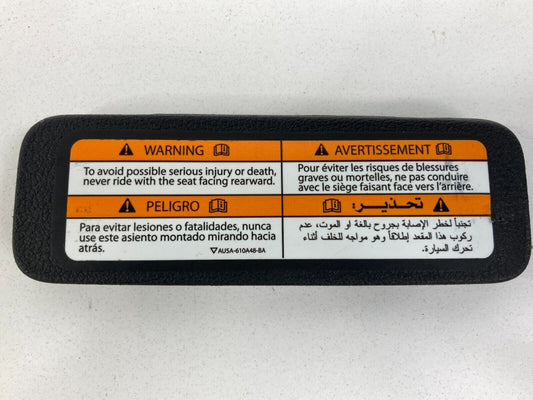 WARNING
To avoid possible serious injury or death,
never ride with the seat facing rearward.
AVERTISSEMENT
Pour éviter les risques de blessures
graves ou mortelles, ne pas conduire
avec le siège faisant face vers l'arrière.
PELIGRO
Para evitar lesiones o fatalidades, nunca
use este asiento montado mirando hacia
atrás.
AU5A-610A48-BA
تحذير:
تجنباً لخطر الإصابة بجروح بالغة او الموت، عدم
ركوب هذا المقعد إطلاقاً وهو مواجه للخلف أثناء
تحرك السيارة.